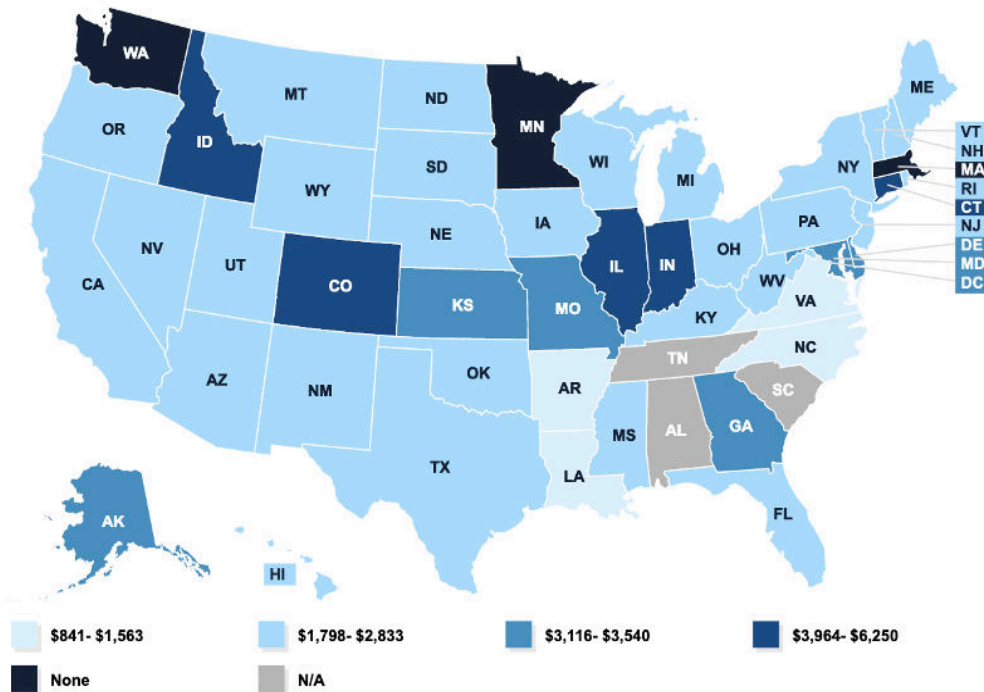 WA
MT
ND
MN
ME
OR
ID
SD
WI
MI
NY
VT
NH
MA
RI
CT
NJ
DE
MD
DC
WY
NE
IA
PA
NV
UT
CO
IL
IN
OH
WV
VA
CA
KS
MO
KY
NC
AZ
NM
OK
AR
TN
SC
MS
AL
GA
TX
LA
FL
AK
HI
$841- $1,563
$1,798- $2,833
$3,116- $3,540
$3,964- $6,250
None
N/A